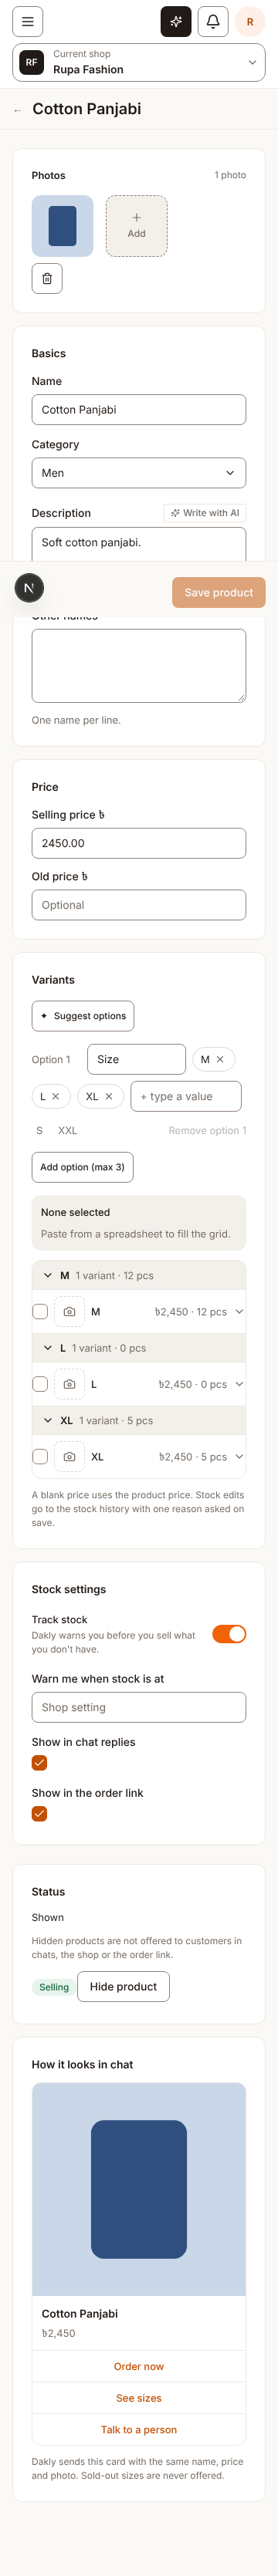 R
RF
Current shop
Rupa Fashion
← Cotton Panjabi
Photos
1 photo
+
Add
Basics
Name
Cotton Panjabi
Category
Men
Description
Write with AI
Soft cotton panjabi.
N
Save product
One name per line.
Price
Selling price ৳
2450.00
Old price ৳
Optional
Variants
✦ Suggest options
Option 1
Size
M ×
L ×
XL ×
+ type a value
S
XXL
Remove option 1
Add option (max 3)
None selected
Paste from a spreadsheet to fill the grid.
M 1 variant · 12 pcs
M ৳2,450 · 12 pcs
L 1 variant · 0 pcs
L ৳2,450 · 0 pcs
XL 1 variant · 5 pcs
XL ৳2,450 · 5 pcs
A blank price uses the product price. Stock edits
go to the stock history with one reason asked on
save.
Stock settings
Track stock
Dakly warns you before you sell what
you don't have.
Warn me when stock is at
Shop setting
Show in chat replies
Show in the order link
Status
Shown
Hidden products are not offered to customers in
chats, the shop or the order link.
Selling
Hide product
How it looks in chat
Cotton Panjabi
৳2,450
Order now
See sizes
Talk to a person
Dakly sends this card with the same name, price
and photo. Sold-out sizes are never offered.